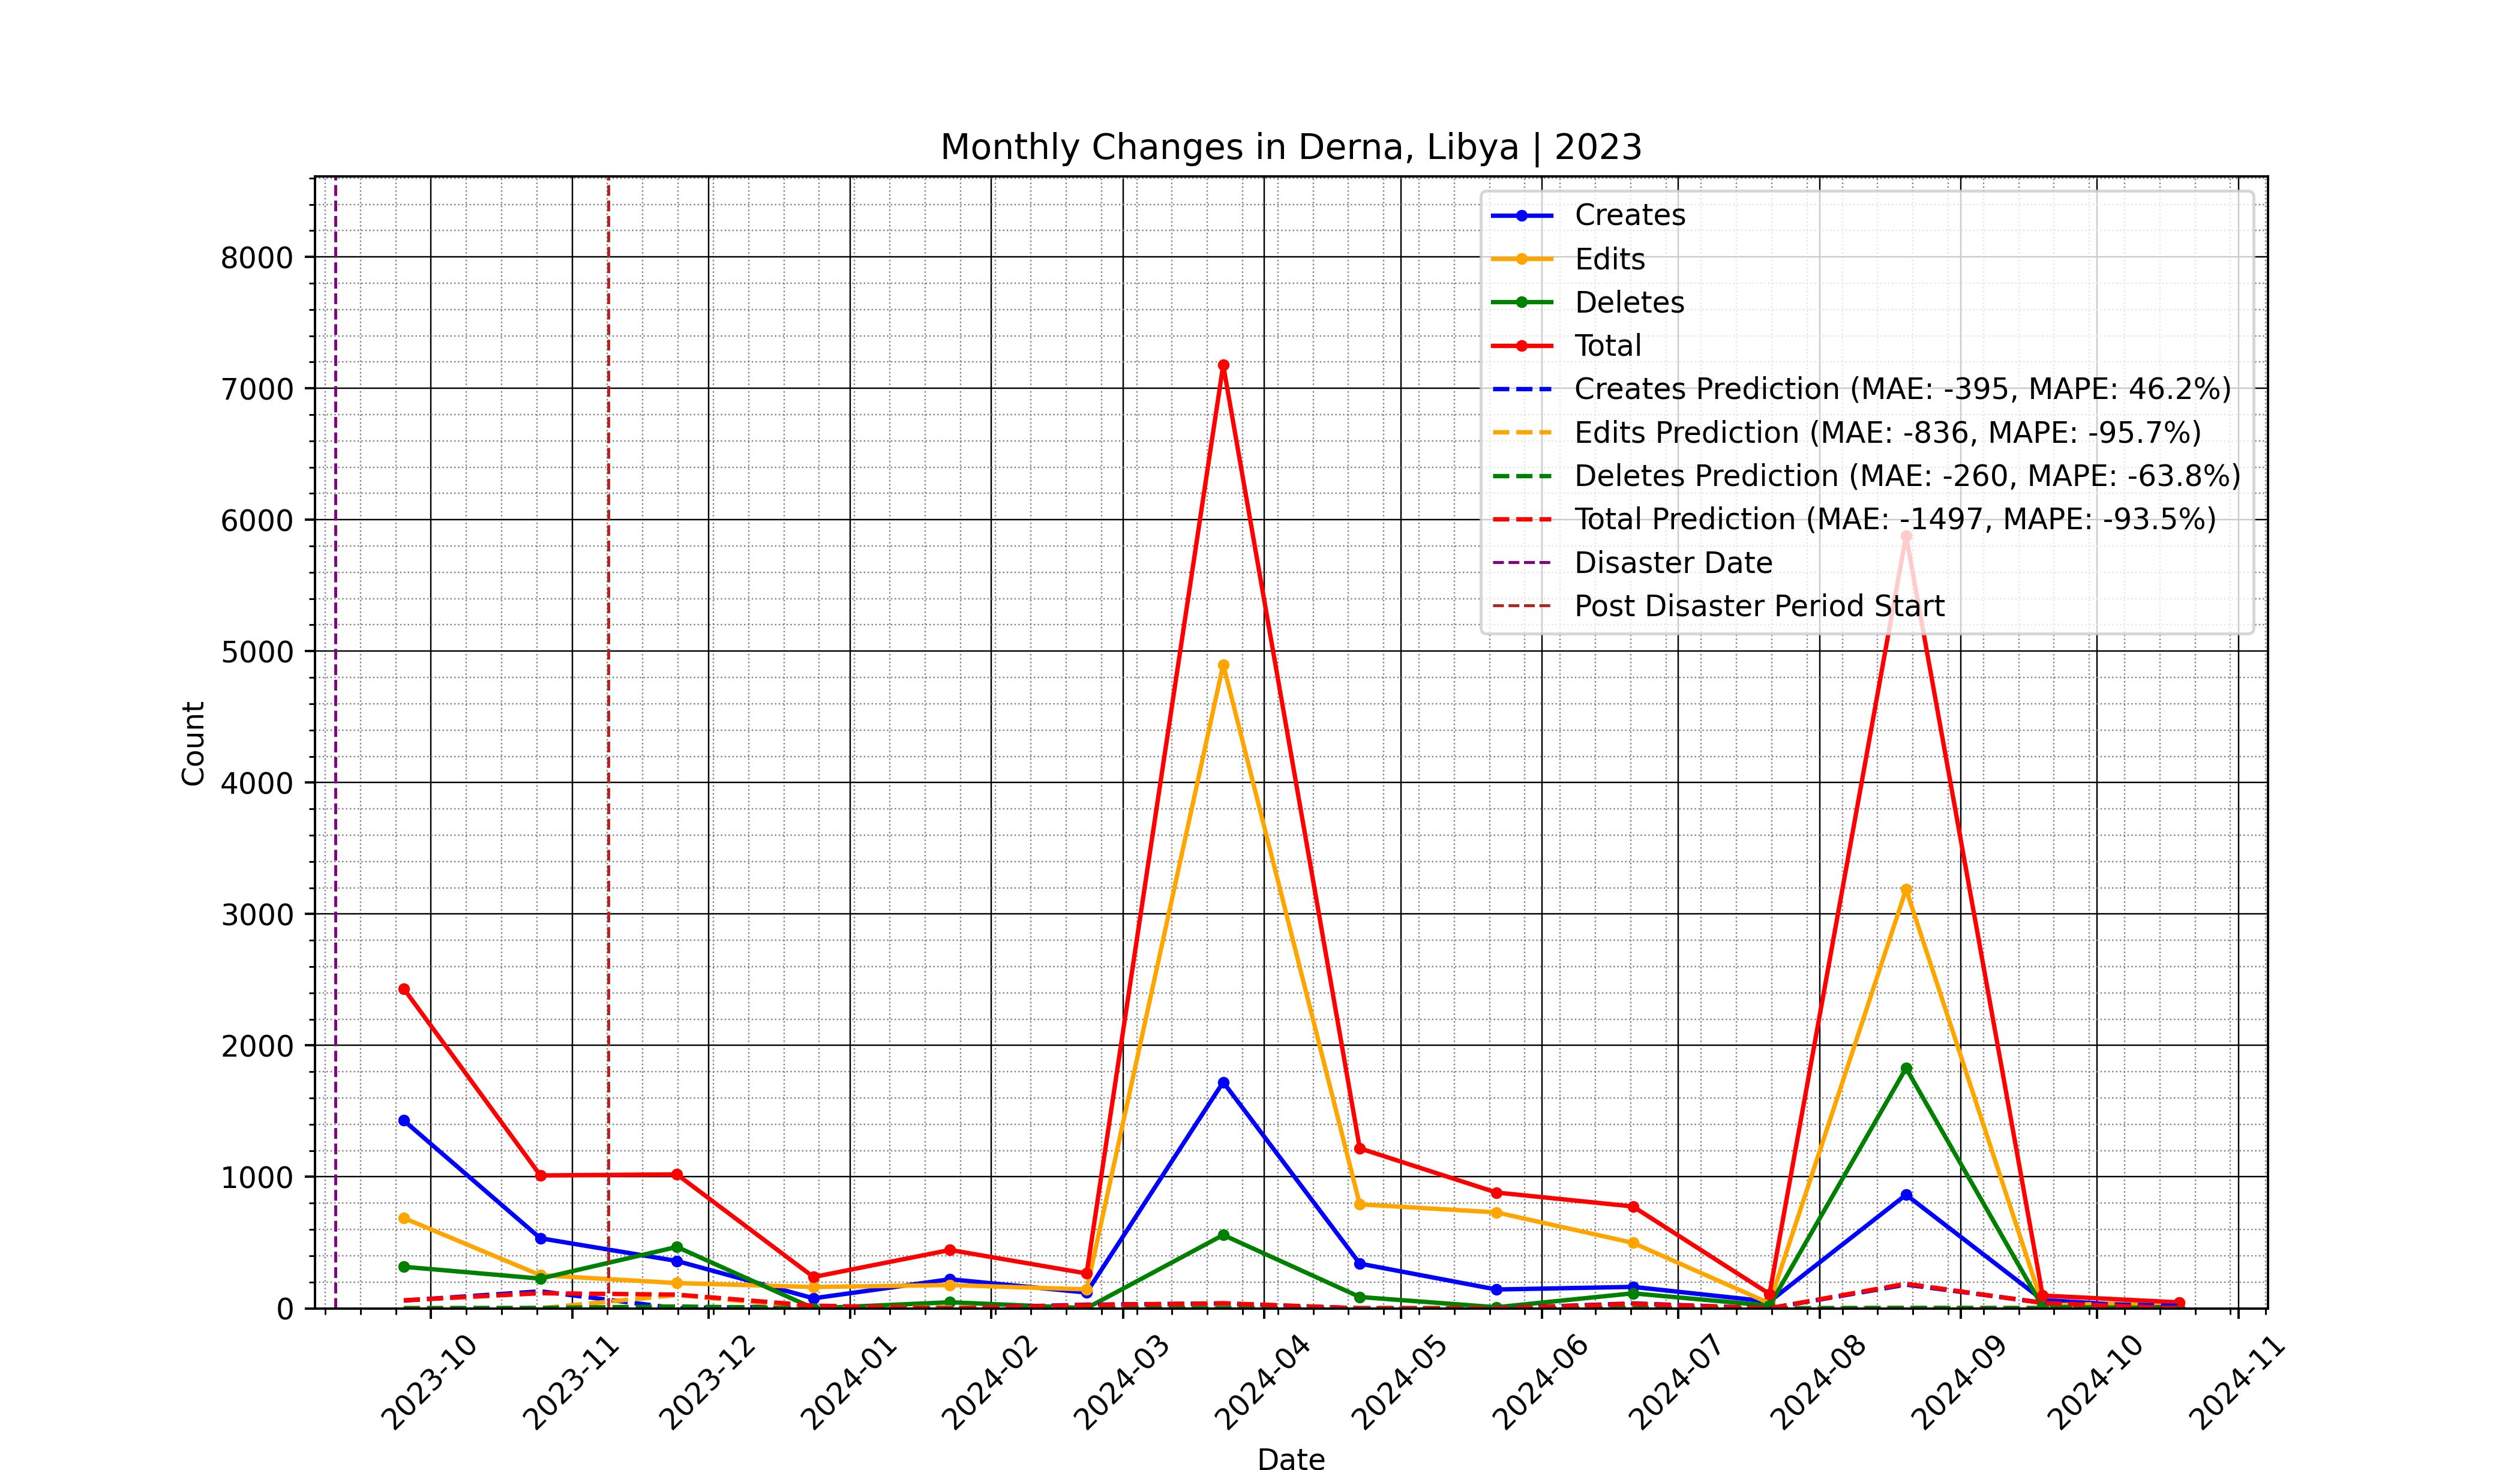 Monthly Changes in Derna, Libya | 2023
Creates
Edits
Deletes
Total
Creates Prediction (MAE: -395, MAPE: 46.2%)
Edits Prediction (MAE: -836, MAPE: -95.7%)
Deletes Prediction (MAE: -260, MAPE: -63.8%)
Total Prediction (MAE: -1497, MAPE: -93.5%)
Disaster Date
Post Disaster Period Start
8000
7000
6000
5000
4000
3000
2000
1000
0
Count
2023-10
2023-11
2023-12
2024-01
2024-02
2024-03
2024-04
2024-05
2024-06
2024-07
2024-08
2024-09
2024-10
2024-11
Date